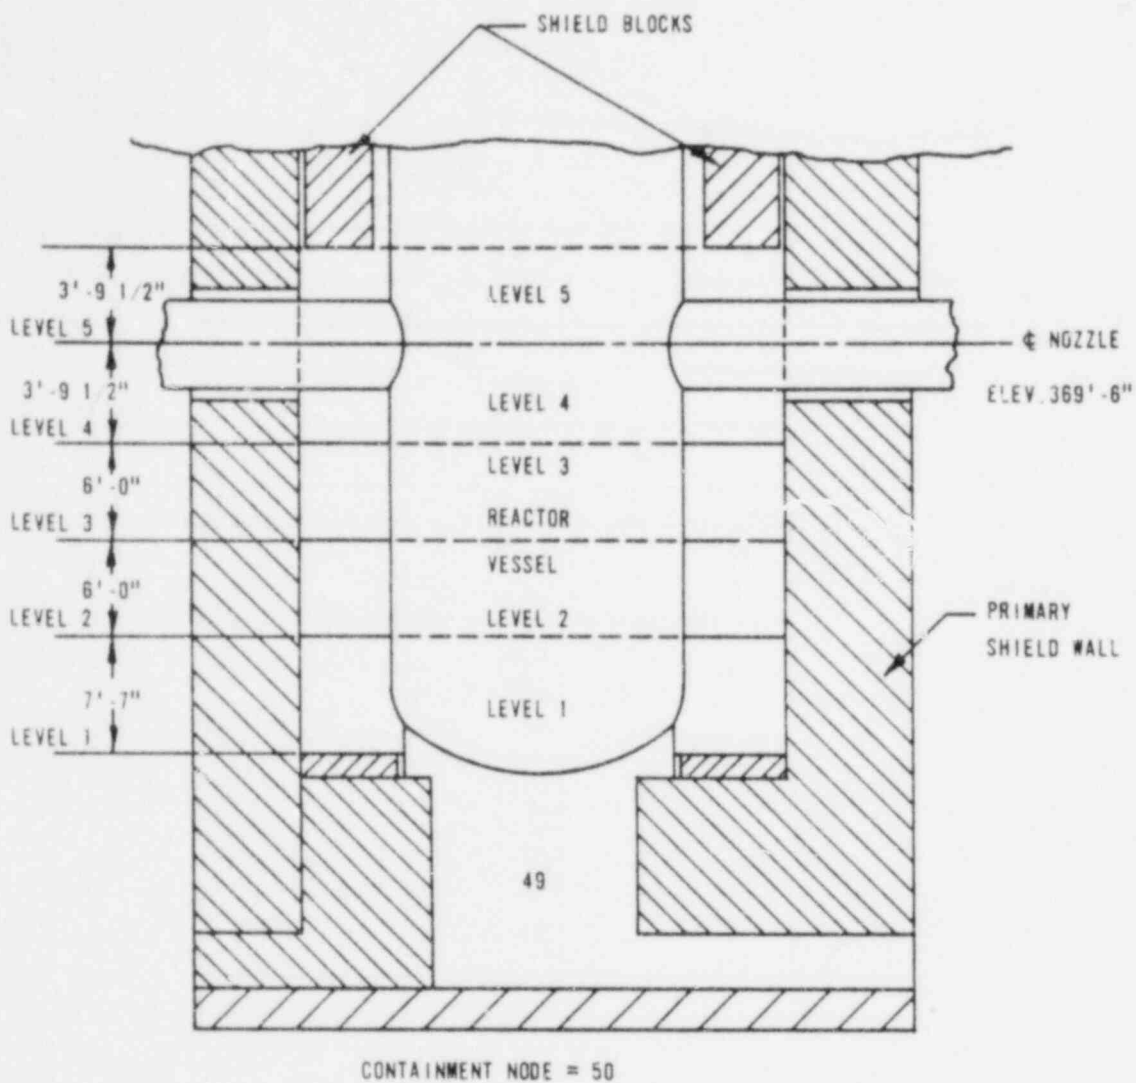 SHIELD BLOCKS
3'-9 1/2"
LEVEL 5
LEVEL 5
℄ NOZZLE
3'-9 1/2"
ELEV. 369'-6"
LEVEL 4
LEVEL 4
LEVEL 3
6'-0"
REACTOR
LEVEL 3
VESSEL
6'-0"
LEVEL 2
LEVEL 2
PRIMARY
SHIELD WALL
7'-7"
LEVEL 1
LEVEL 1
49
CONTAINMENT NODE = 50